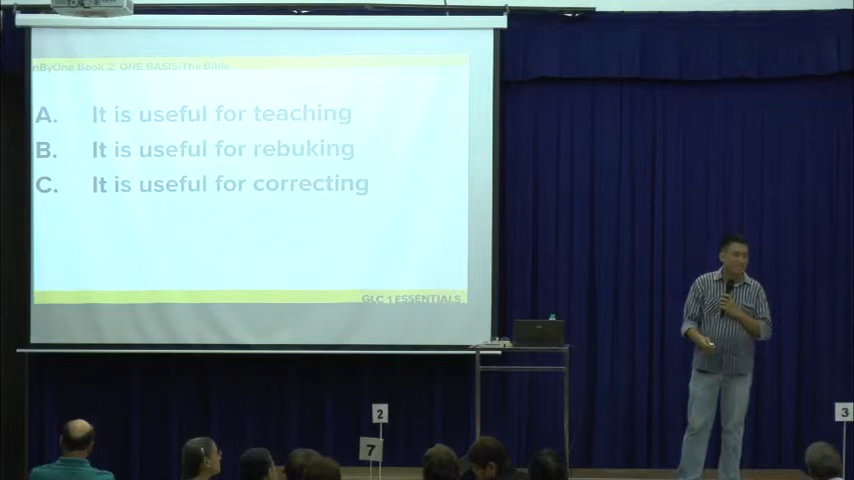 nByOne Book 2: ONE BASIS-The Bible
A. It is useful for teaching
B. It is useful for rebuking
C. It is useful for correcting
GLC 1 ESSENTIALS
2
7
3